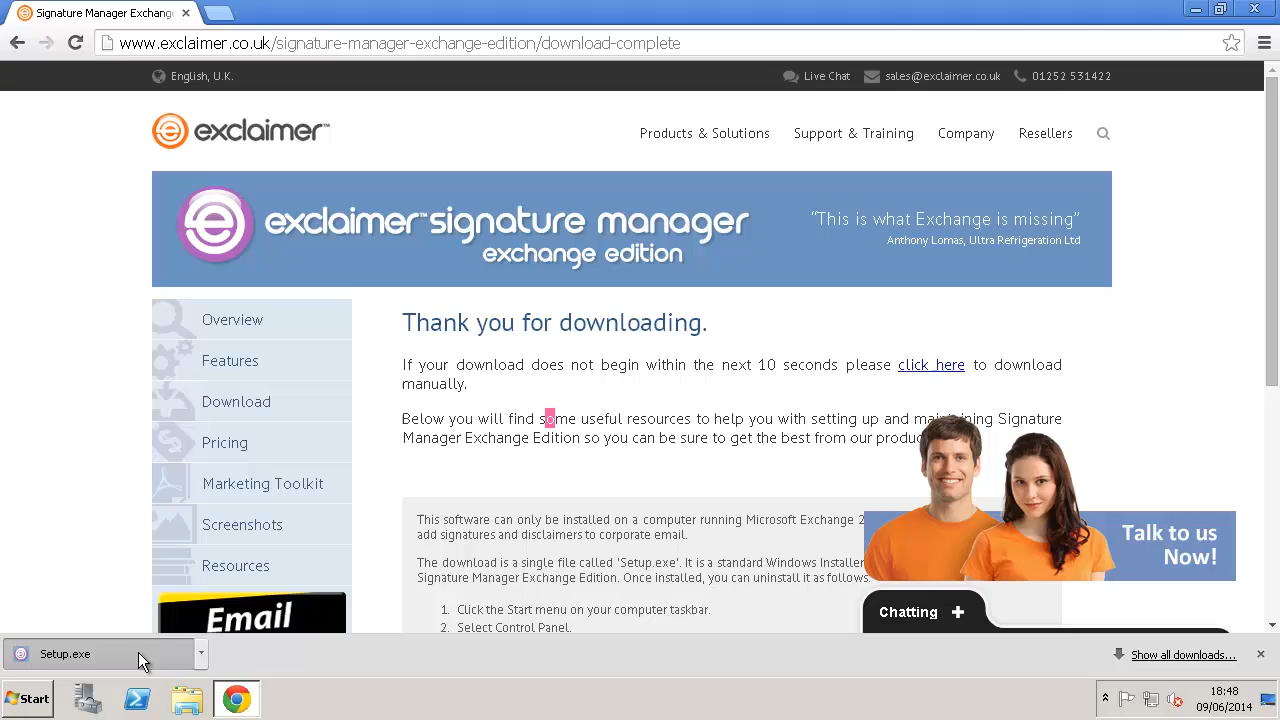 Signature Manager Exchang
www.exclaimer.co.uk/signature-manager-exchange-edition/download-complete
English, U.K.
Live Chat
sales@exclaimer.co.uk
01252 531422
exclaimer™
Products & Solutions
Support & Training
Company
Resellers
exclaimer™signature manager
exchange edition
“This is what Exchange is missing”
Anthony Lomas, Ultra Refrigeration Ltd
Overview
Features
Download
Pricing
Marketing Toolkit
Screenshots
Resources
Email
Thank you for downloading.
If your download does not begin within the next 10 seconds please click here to download
manually.
Below you will find some useful resources to help you with setting up and maintaining Signature
Manager Exchange Edition so you can be sure to get the best from our produc
This software can only be installed on a computer running Microsoft Exchange 2
add signatures and disclaimers to corporate email.
The download is a single file called 'Setup.exe'. It is a standard Windows Installer
Signature Manager Exchange Edition. Once installed, you can uninstall it as follows.
1. Click the Start menu on your computer taskbar.
2. Select Control Panel.
Talk to us
Now!
Chatting +
Setup.exe
Show all downloads...
Start
18:48
09/06/2014